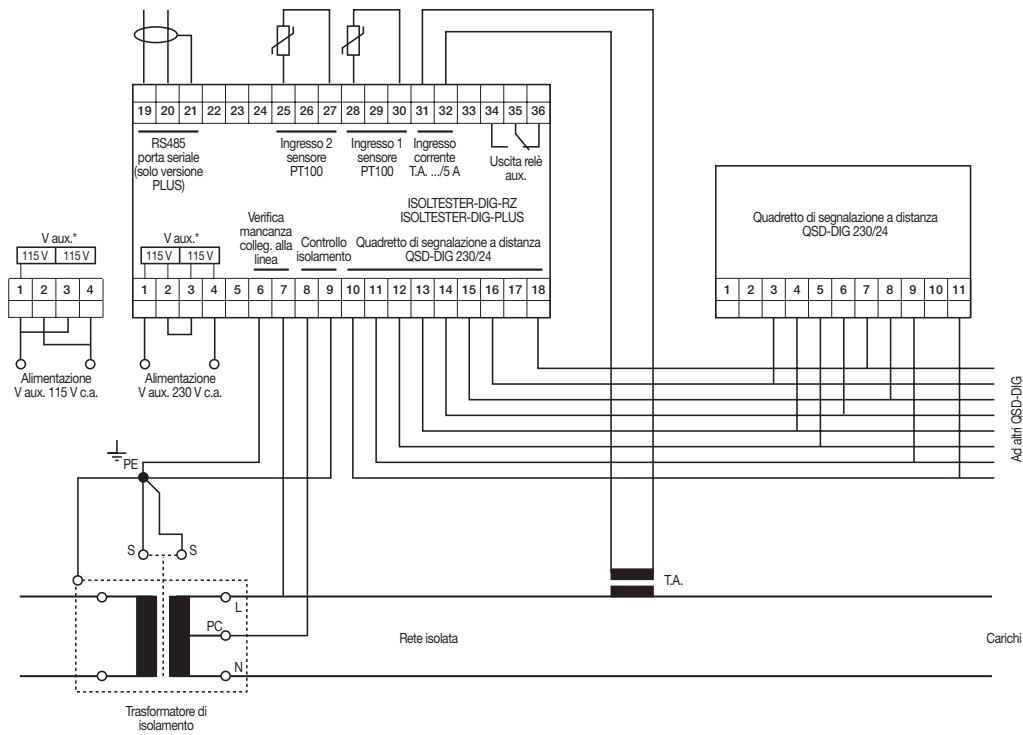 19 20 21 22 23 24 25 26 27 28 29 30 31 32 33 34 35 36
RS485
porta seriale
(solo versione
PLUS)
Ingresso 2
sensore
PT100
Ingresso 1
sensore
PT100
Ingresso
corrente
T.A. .../5 A
Uscita relè
aux.
ISOLTESTER-DIG-RZ
ISOLTESTER-DIG-PLUS
Verifica
mancanza
colleg. alla
linea
Controllo
isolamento
Quadretto di segnalazione a distanza
QSD-DIG 230/24
V aux.*
115 V 115 V
1 2 3 4
Alimentazione
V aux. 115 V c.a.
V aux.*
115 V 115 V
1 2 3 4 5 6 7 8 9 10 11 12 13 14 15 16 17 18
Alimentazione
V aux. 230 V c.a.
Quadretto di segnalazione a distanza
QSD-DIG 230/24
1 2 3 4 5 6 7 8 9 10 11
Ad altri QSD-DIG
PE
S S
T.A.
L
PC
N
Rete isolata
Carichi
Trasformatore di
isolamento